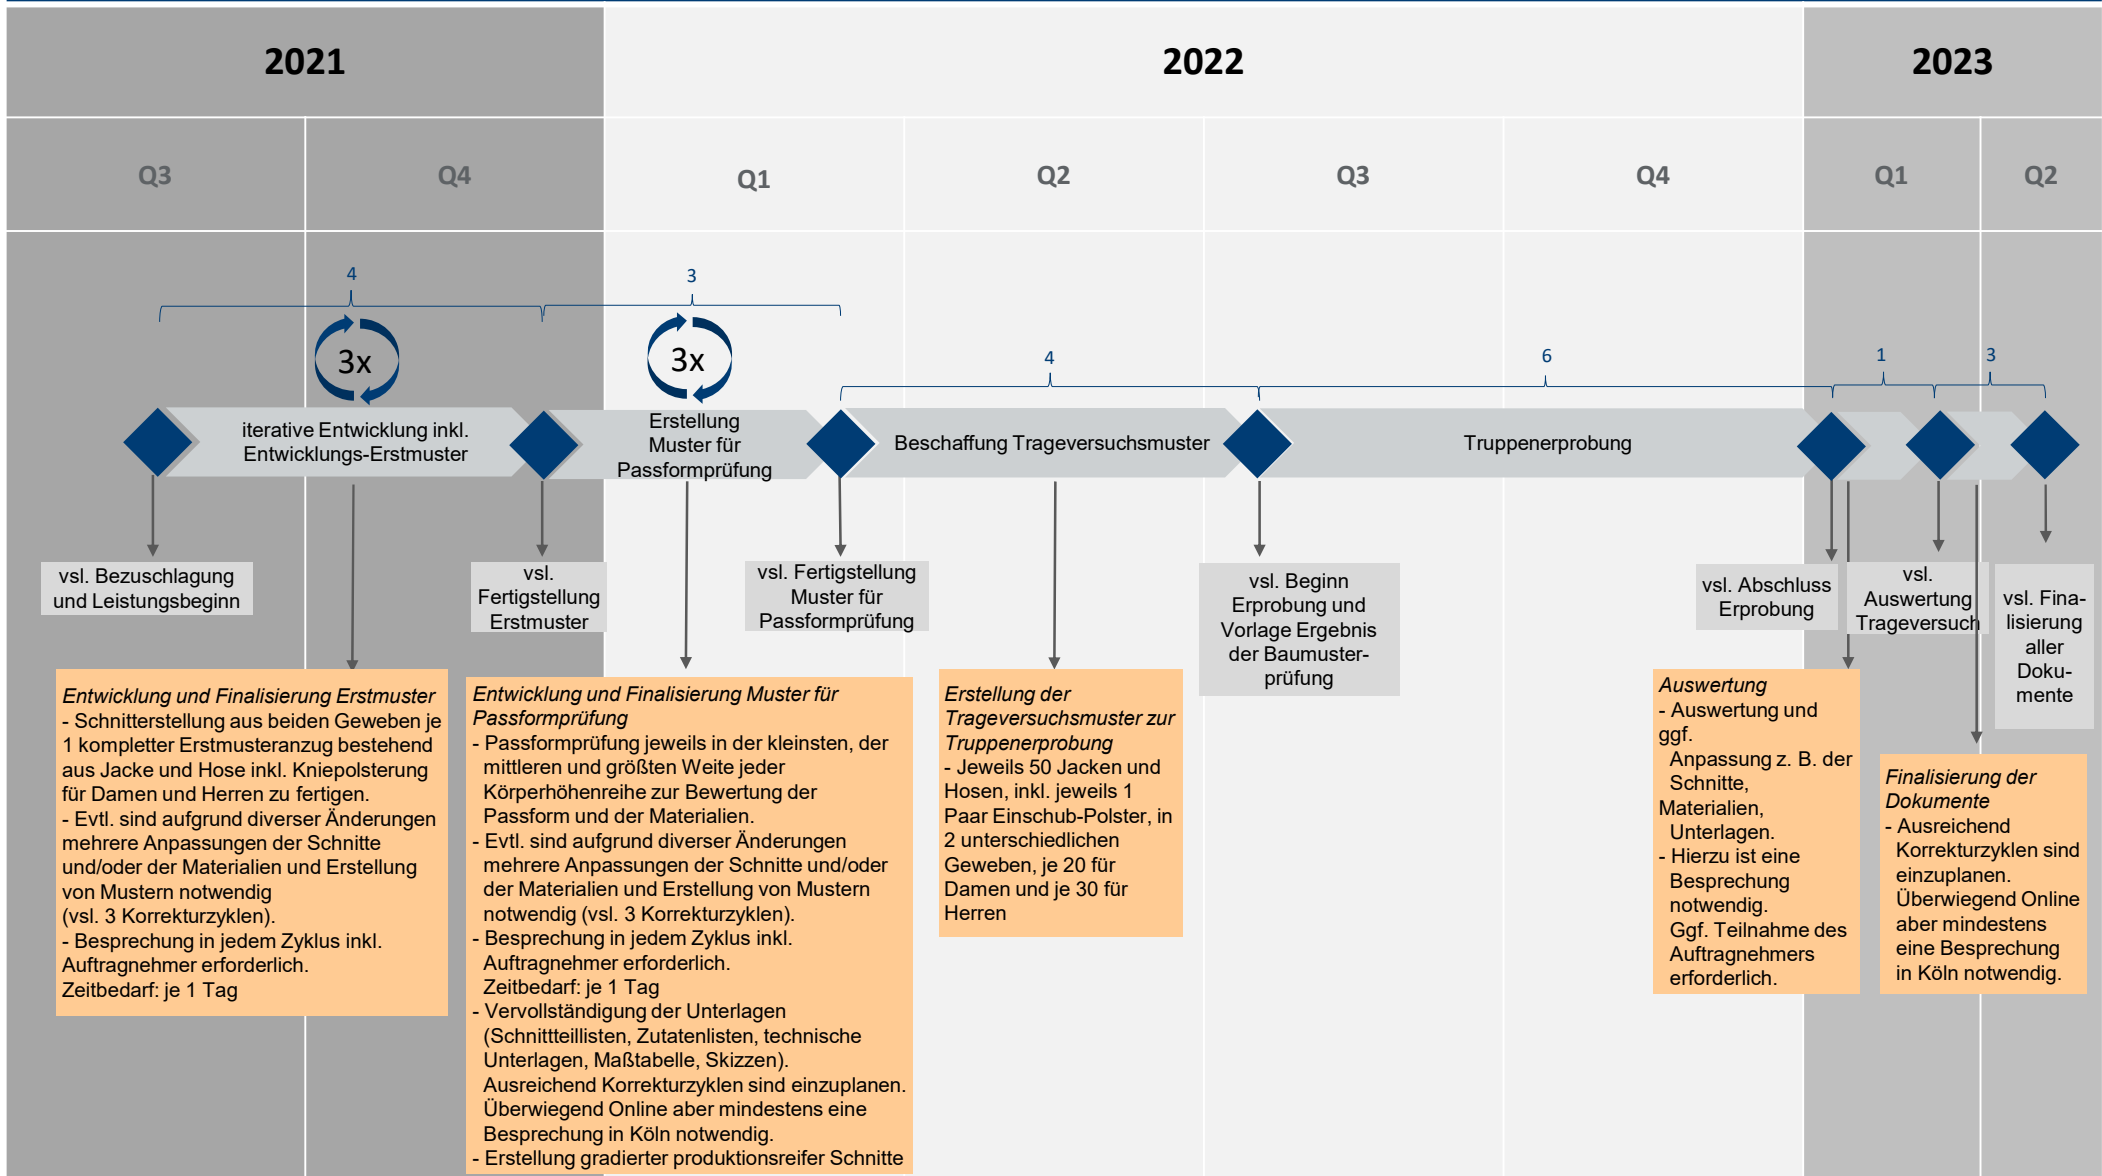 2021
2022
2023
Q3
Q4
Q1
Q2
Q3
Q4
Q1
Q2
4
3
3x
3x
4
6
1
3
iterative Entwicklung inkl.
Entwicklungs-Erstmuster
Erstellung
Muster für
Passformprüfung
Beschaffung Trageversuchsmuster
Truppenerprobung
vsl. Bezuschlagung
und Leistungsbeginn
vsl.
Fertigstellung
Erstmuster
vsl. Fertigstellung
Muster für
Passformprüfung
vsl. Beginn
Erprobung und
Vorlage Ergebnis
der Baumuster-
prüfung
vsl. Abschluss
Erprobung
vsl.
Auswertung
Trageversuch
vsl. Fina-
lisierung
aller
Doku-
mente
Entwicklung und Finalisierung Erstmuster
- Schnitterstellung aus beiden Geweben je
1 kompletter Erstmusteranzug bestehend
aus Jacke und Hose inkl. Kniepolsterung
für Damen und Herren zu fertigen.
- Evtl. sind aufgrund diverser Änderungen
mehrere Anpassungen der Schnitte
und/oder der Materialien und Erstellung
von Mustern notwendig
(vsl. 3 Korrekturzyklen).
- Besprechung in jedem Zyklus inkl.
Auftragnehmer erforderlich.
Zeitbedarf: je 1 Tag
Entwicklung und Finalisierung Muster für
Passformprüfung
- Passformprüfung jeweils in der kleinsten, der
mittleren und größten Weite jeder
Körperhöhenreihe zur Bewertung der
Passform und der Materialien.
- Evtl. sind aufgrund diverser Änderungen
mehrere Anpassungen der Schnitte und/oder
der Materialien und Erstellung von Mustern
notwendig (vsl. 3 Korrekturzyklen).
- Besprechung in jedem Zyklus inkl.
Auftragnehmer erforderlich.
Zeitbedarf: je 1 Tag
- Vervollständigung der Unterlagen
(Schnittteillisten, Zutatenlisten, technische
Unterlagen, Maßtabelle, Skizzen).
Ausreichend Korrekturzyklen sind einzuplanen.
Überwiegend Online aber mindestens eine
Besprechung in Köln notwendig.
- Erstellung gradierter produktionsreifer Schnitte
Erstellung der
Trageversuchsmuster zur
Truppenerprobung
- Jeweils 50 Jacken und
Hosen, inkl. jeweils 1
Paar Einschub-Polster, in
2 unterschiedlichen
Geweben, je 20 für
Damen und je 30 für
Herren
Auswertung
- Auswertung und
ggf.
Anpassung z. B. der
Schnitte,
Materialien,
Unterlagen.
- Hierzu ist eine
Besprechung
notwendig.
Ggf. Teilnahme des
Auftragnehmers
erforderlich.
Finalisierung der
Dokumente
- Ausreichend
Korrekturzyklen sind
einzuplanen.
Überwiegend Online
aber mindestens
eine Besprechung
in Köln notwendig.